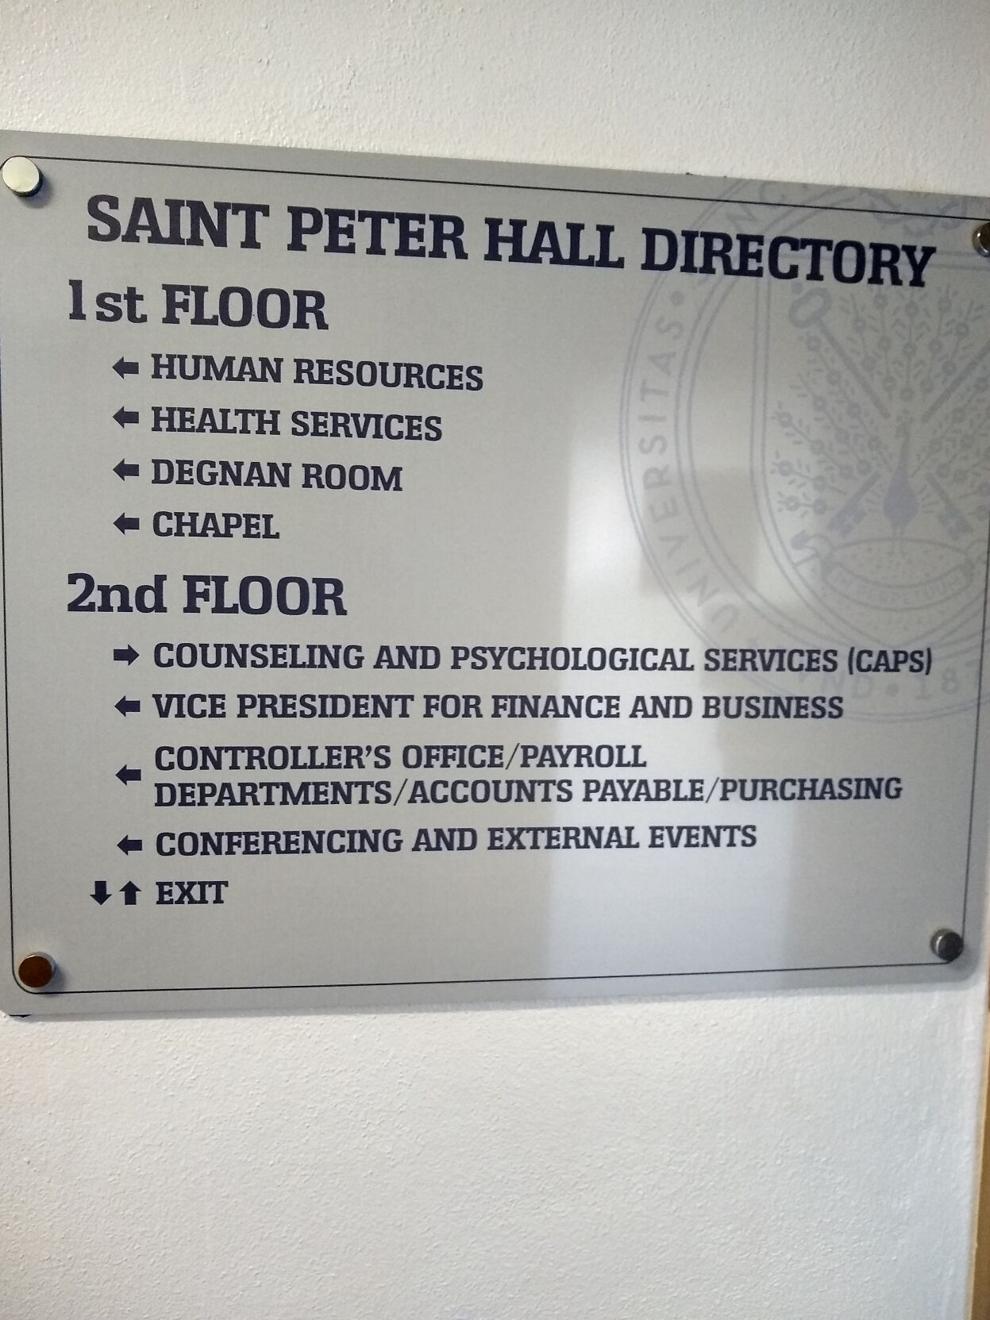 SAINT PETER HALL DIRECTORY
1st FLOOR
← HUMAN RESOURCES
← HEALTH SERVICES
← DEGNAN ROOM
← CHAPEL
2nd FLOOR
→ COUNSELING AND PSYCHOLOGICAL SERVICES (CAPS)
← VICE PRESIDENT FOR FINANCE AND BUSINESS
← CONTROLLER'S OFFICE/PAYROLL
DEPARTMENTS/ACCOUNTS PAYABLE/PURCHASING
← CONFERENCING AND EXTERNAL EVENTS
↓↑ EXIT
UNIVERSITAS